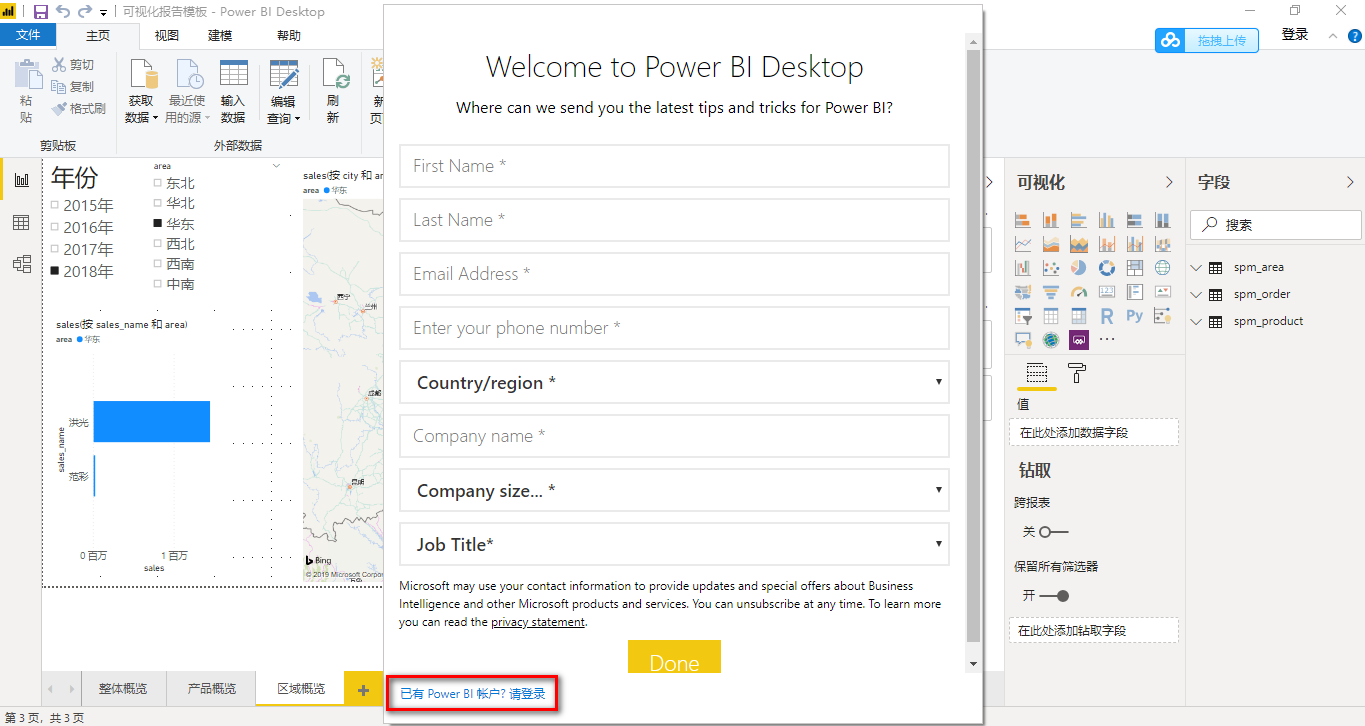 可视化报告模板 - Power BI Desktop
文件
主页
视图
建模
帮助
拖拽上传
登录
粘贴
剪切
复制
格式刷
获取数据
最近使用的源
输入数据
编辑查询
刷新
剪贴板
外部数据
年份
2015年
2016年
2017年
2018年
area
东北
华北
华东
西北
西南
中南
sales(按 city 和 ar
area 华东
西宁
兰州
成都
昆明
Bing
© 2019 Microsoft Corpor
sales(按 sales_name 和 area)
area 华东
sales_name
洪光
范彩
0 百万
1 百万
sales
Welcome to Power BI Desktop
Where can we send you the latest tips and tricks for Power BI?
First Name *
Last Name *
Email Address *
Enter your phone number *
Country/region *
Company name *
Company size... *
Job Title*
Microsoft may use your contact information to provide updates and special offers about Business
Intelligence and other Microsoft products and services. You can unsubscribe at any time. To learn more
you can read the privacy statement.
Done
已有 Power BI 帐户? 请登录
可视化
R
Py
123
值
在此处添加数据字段
钻取
跨报表
关
保留所有筛选器
开
在此处添加钻取字段
字段
搜索
spm_area
spm_order
spm_product
整体概览
产品概览
区域概览
第 3 页, 共 3 页